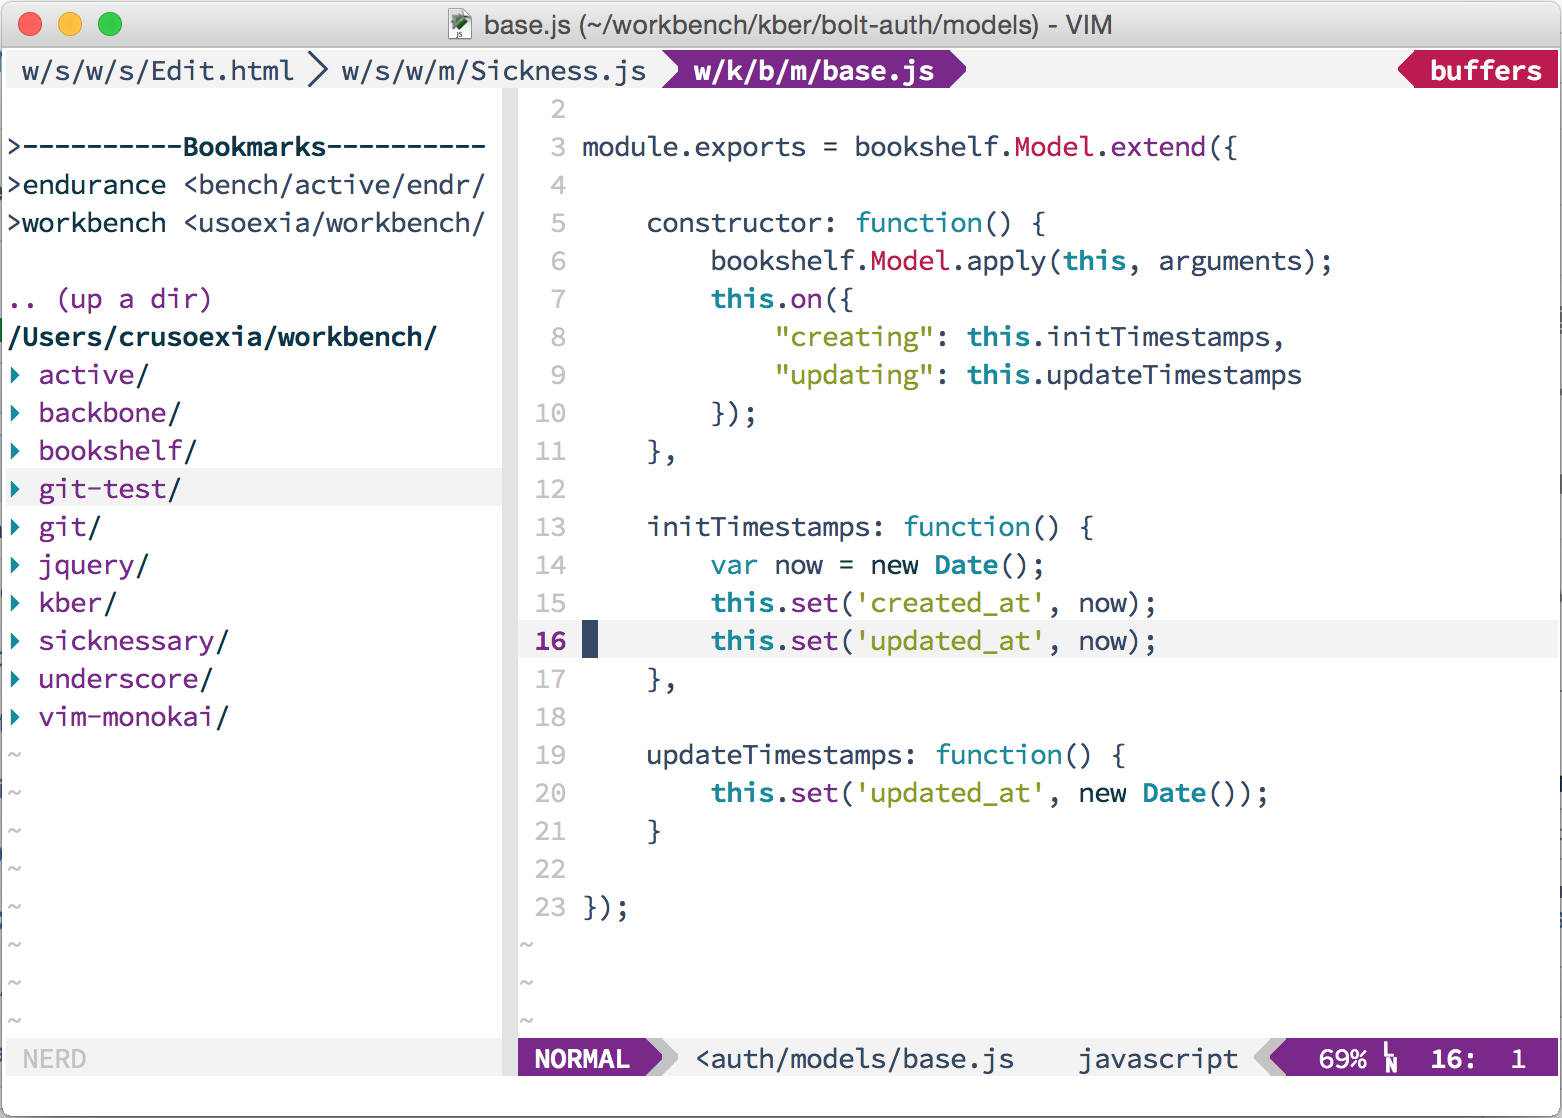 base.js (~/workbench/kber/bolt-auth/models) - VIM
w/s/w/s/Edit.html w/s/w/m/Sickness.js w/k/b/m/base.js buffers
>----------Bookmarks----------
>endurance <bench/active/endr/
>workbench <usoexia/workbench/
.. (up a dir)
/Users/crusoexia/workbench/
active/
backbone/
bookshelf/
git-test/
git/
jquery/
kber/
sicknessary/
underscore/
vim-monokai/
~
~
~
~
~
~
~
~
NERD
2
3 module.exports = bookshelf.Model.extend({
4
5     constructor: function() {
6         bookshelf.Model.apply(this, arguments);
7         this.on({
8             "creating": this.initTimestamps,
9             "updating": this.updateTimestamps
10         });
11     },
12
13     initTimestamps: function() {
14         var now = new Date();
15         this.set('created_at', now);
16         this.set('updated_at', now);
17     },
18
19     updateTimestamps: function() {
20         this.set('updated_at', new Date());
21     }
22
23 });
~
~
~
NORMAL <auth/models/base.js javascript 69% LN 16: 1